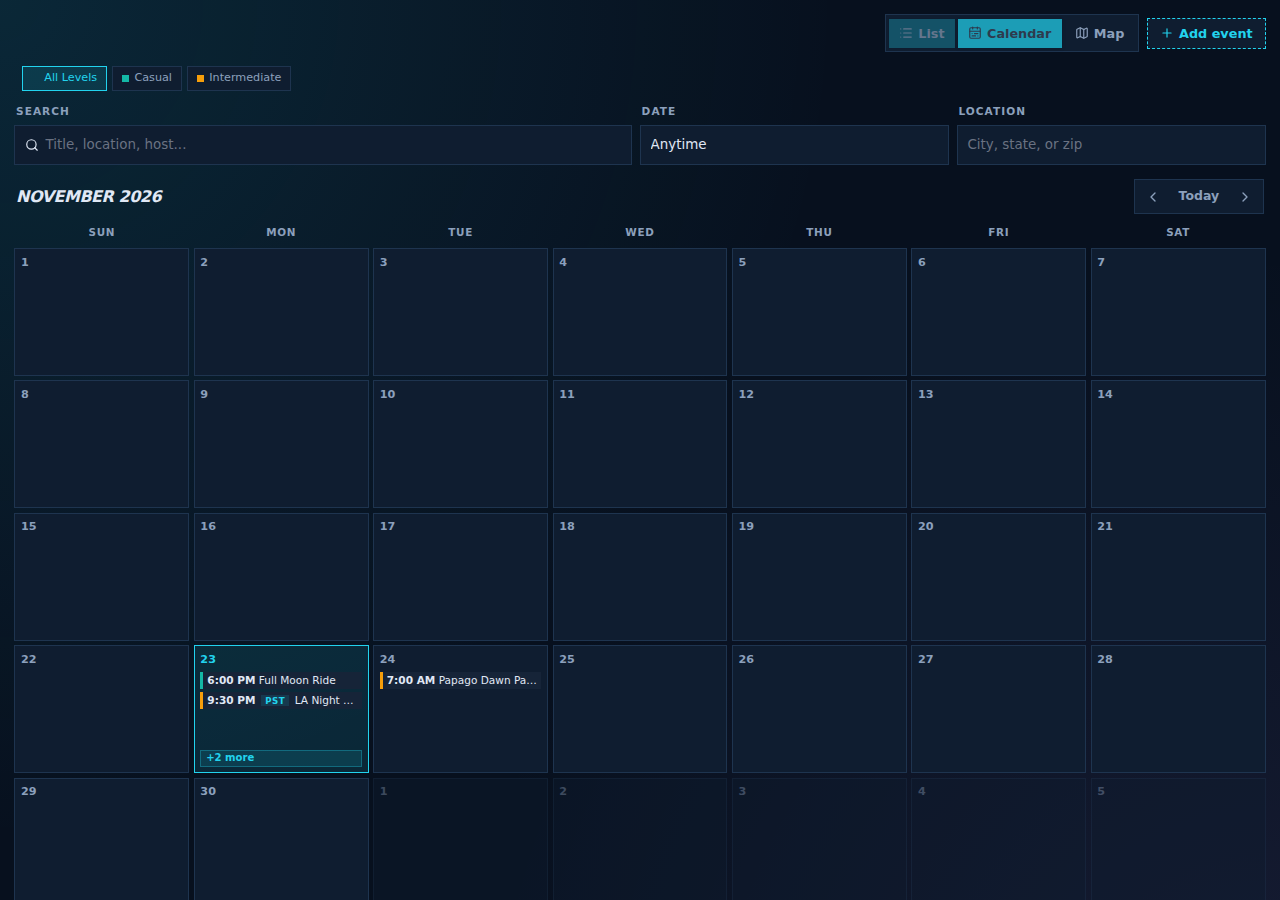 List Calendar Map Add event
All Levels Casual Intermediate
SEARCH DATE LOCATION
Title, location, host... Anytime City, state, or zip
NOVEMBER 2026 Today
SUN MON TUE WED THU FRI SAT
1 2 3 4 5 6 7
8 9 10 11 12 13 14
15 16 17 18 19 20 21
22 23 24 25 26 27 28
6:00 PM Full Moon Ride 7:00 AM Papago Dawn Pa...
9:30 PM PST LA Night ...
+2 more
29 30 1 2 3 4 5